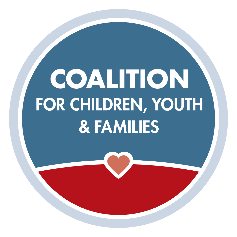 COALITION
FOR CHILDREN, YOUTH
& FAMILIES